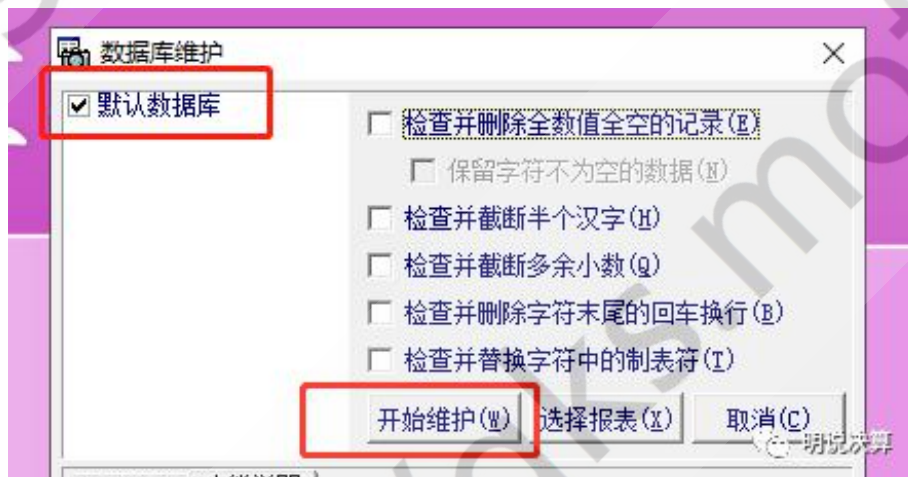 数据库维护
默认数据库
检查并删除全数值全空的记录(E)
保留字符不为空的数据(N)
检查并截断半个汉字(H)
检查并截断多余小数(Q)
检查并删除字符末尾的回车换行(B)
检查并替换字符中的制表符(T)
开始维护(W) 选择报表(X) 取消(C)
明说决算